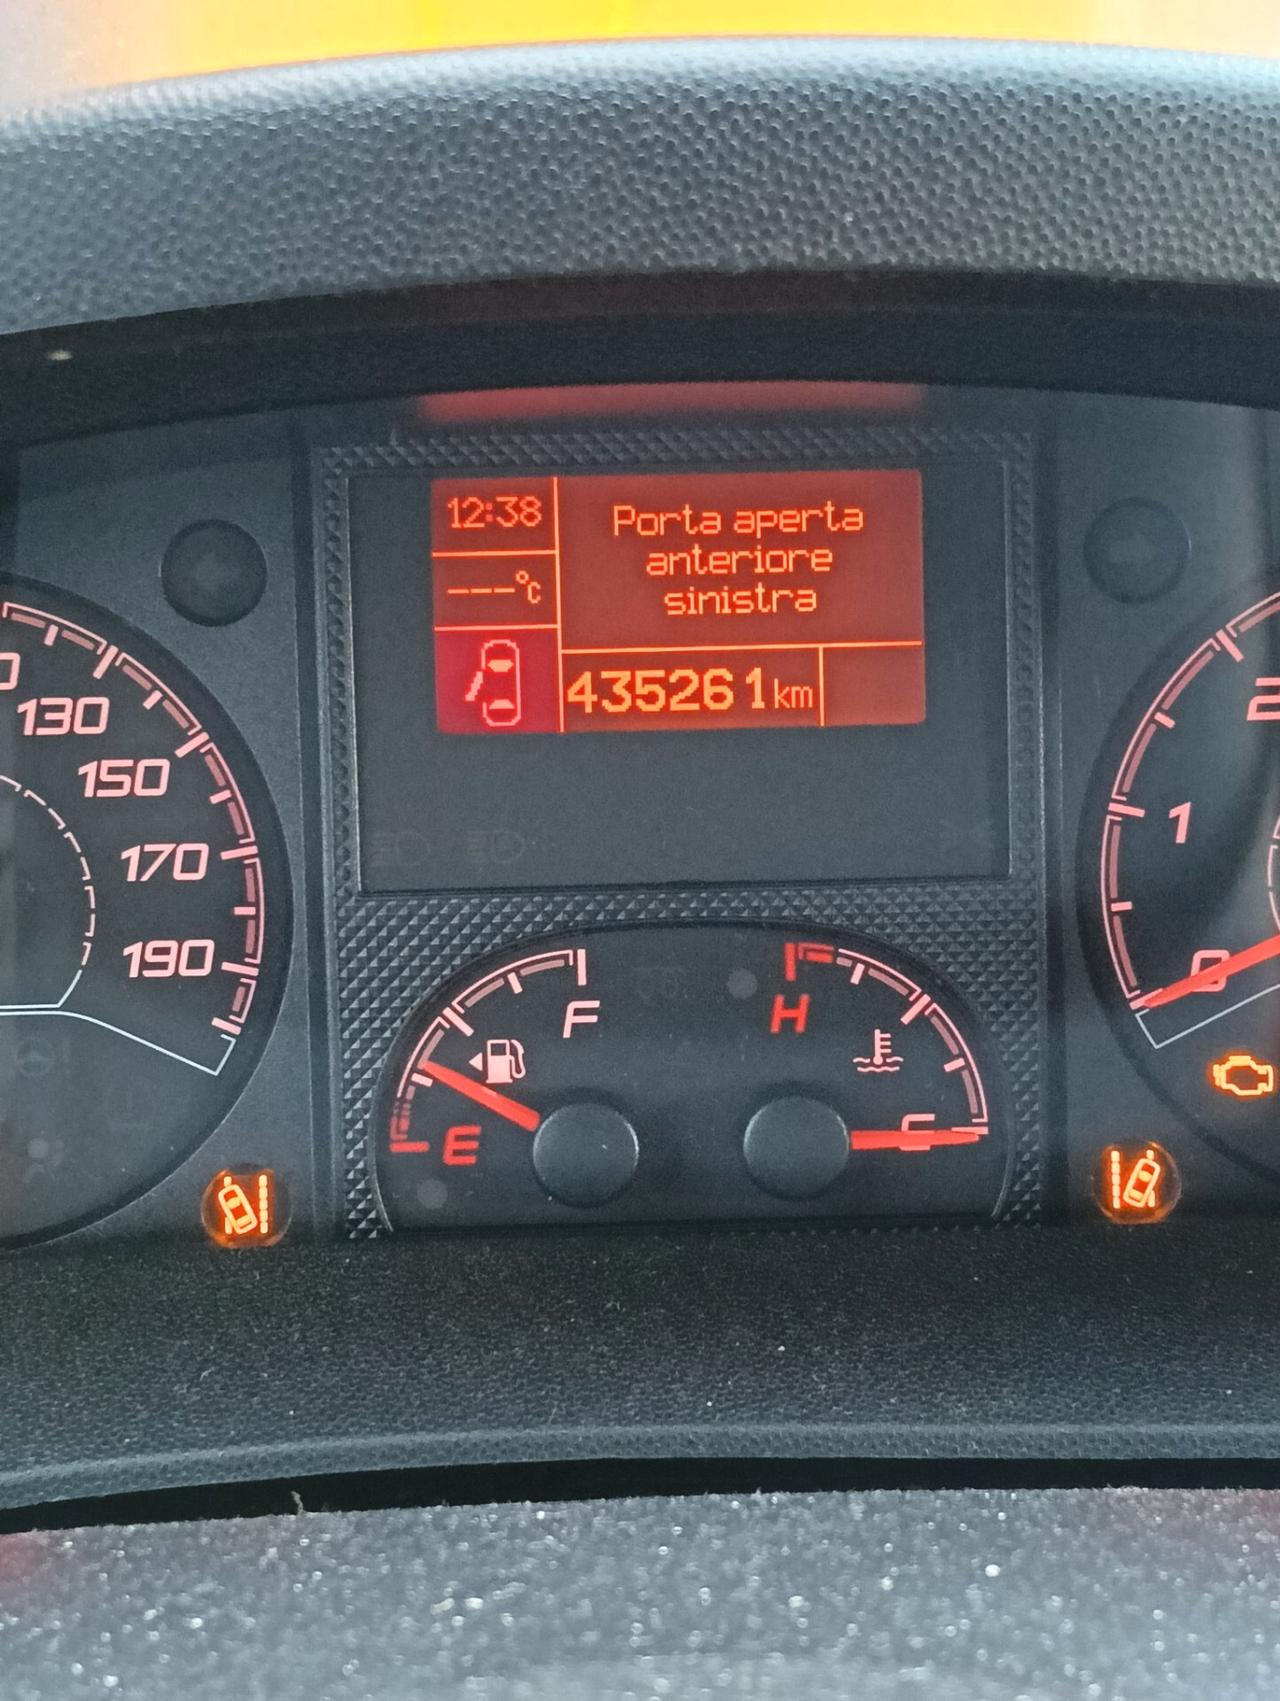 12:38
Porta aperta
anteriore
sinistra
---°C
435261km
130
150
170
190
F
E
H
C
1
0